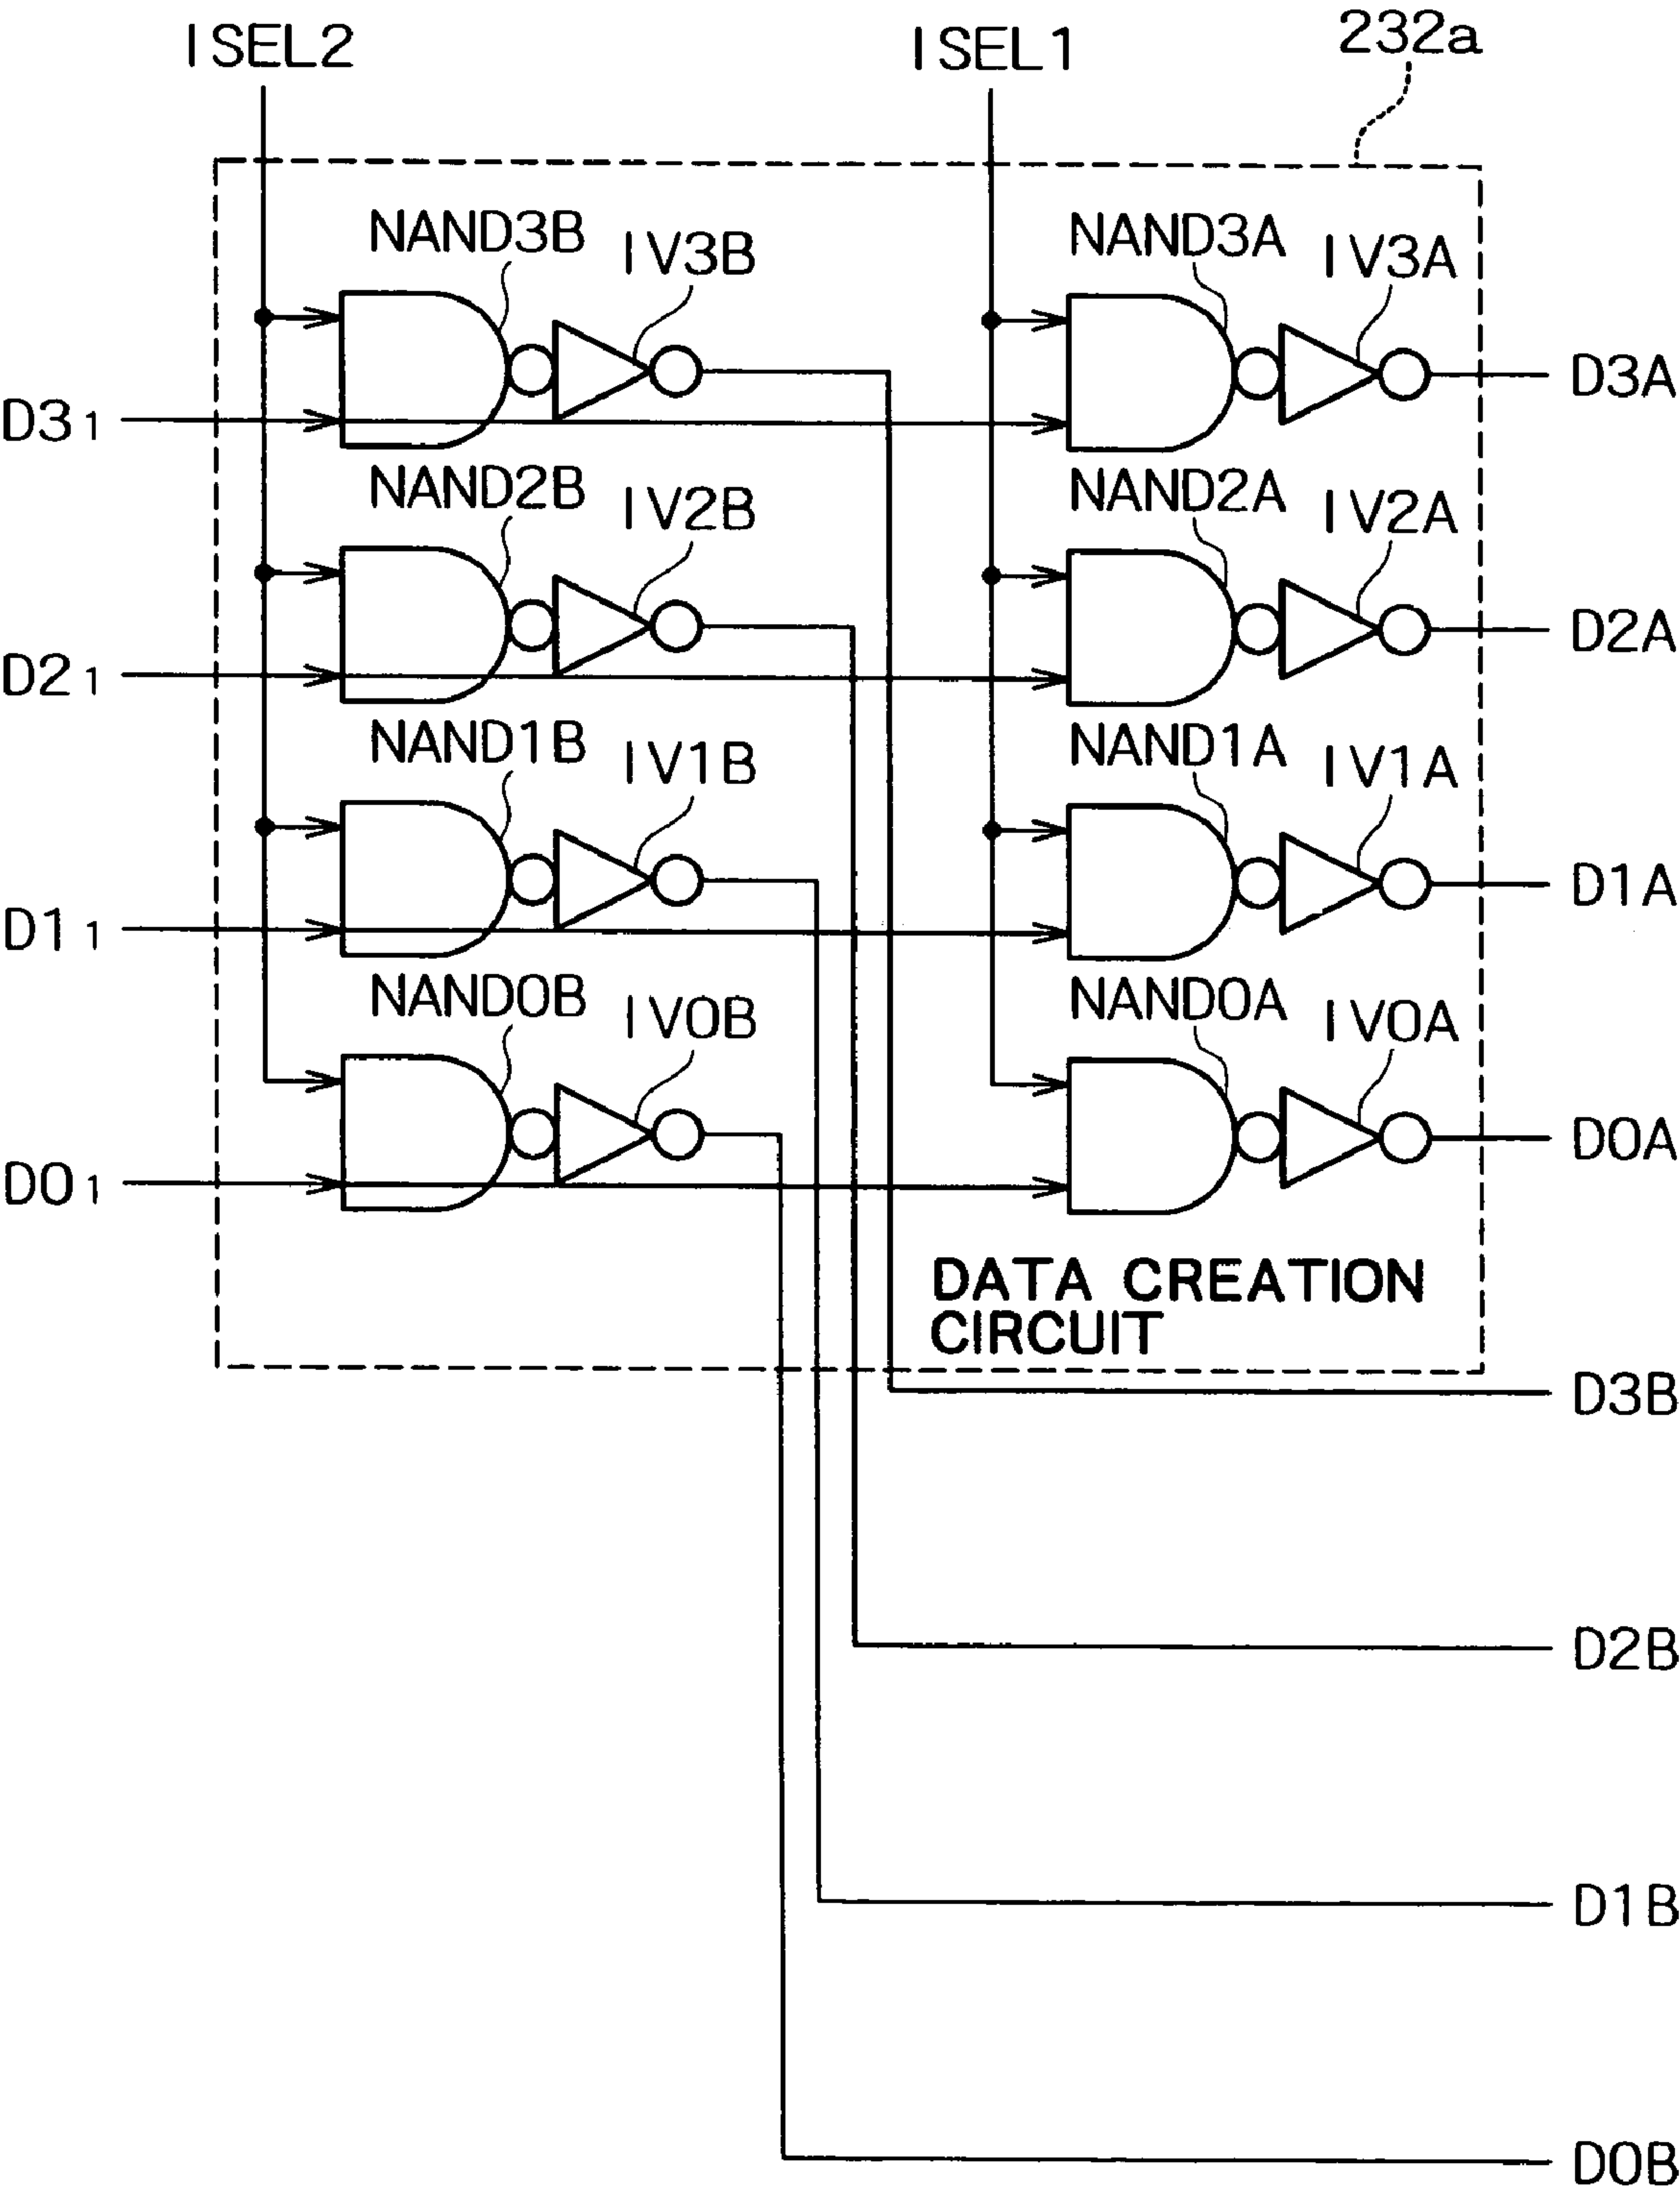 ISEL2
ISEL1
232a
NAND3B
IV3B
NAND3A
IV3A
D3₁
D3A
NAND2B
IV2B
NAND2A
IV2A
D2₁
D2A
NAND1B
IV1B
NAND1A
IV1A
D1₁
D1A
NAND0B
IV0B
NAND0A
IV0A
D0₁
D0A
DATA CREATION
CIRCUIT
D3B
D2B
D1B
D0B